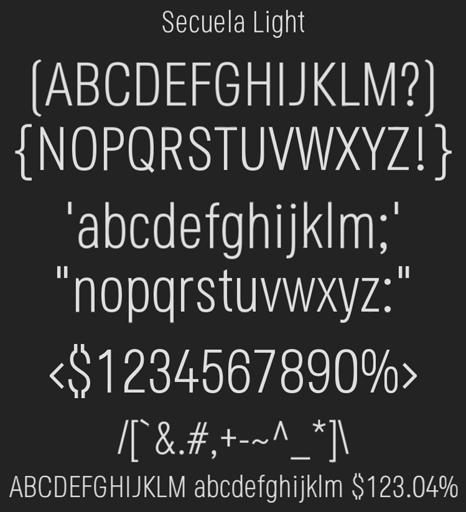 Secuela Light
(ABCDEFGHIJKLM?)
{NOPQRSTUVWXYZ!}
'abcdefghijklm;'
"nopqrstuvwxyz:"
<$1234567890%>
/[`&.#,+-~^_*]\
ABCDEFGHIJKLM abcdefghijklm $123.04%